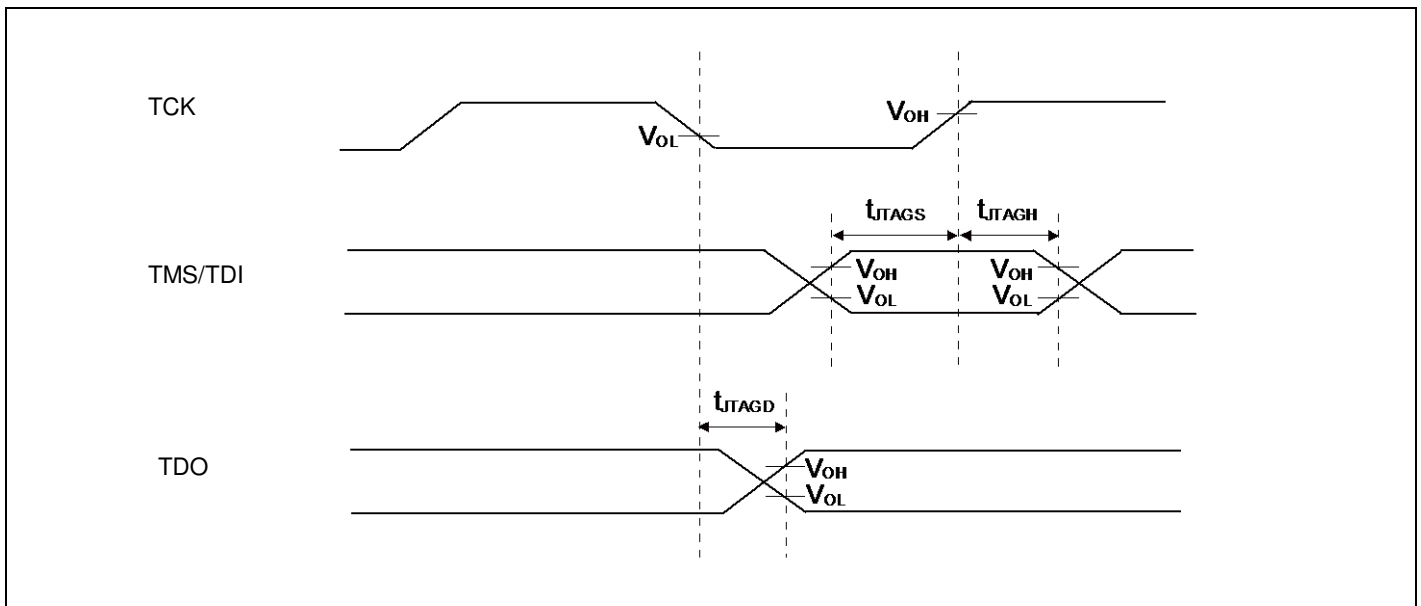 TCK
VOH
VOL
tJTAGS tJTAGH
TMS/TDI
VOH VOH
VOL VOL
tJTAGD
TDO
VOH
VOL